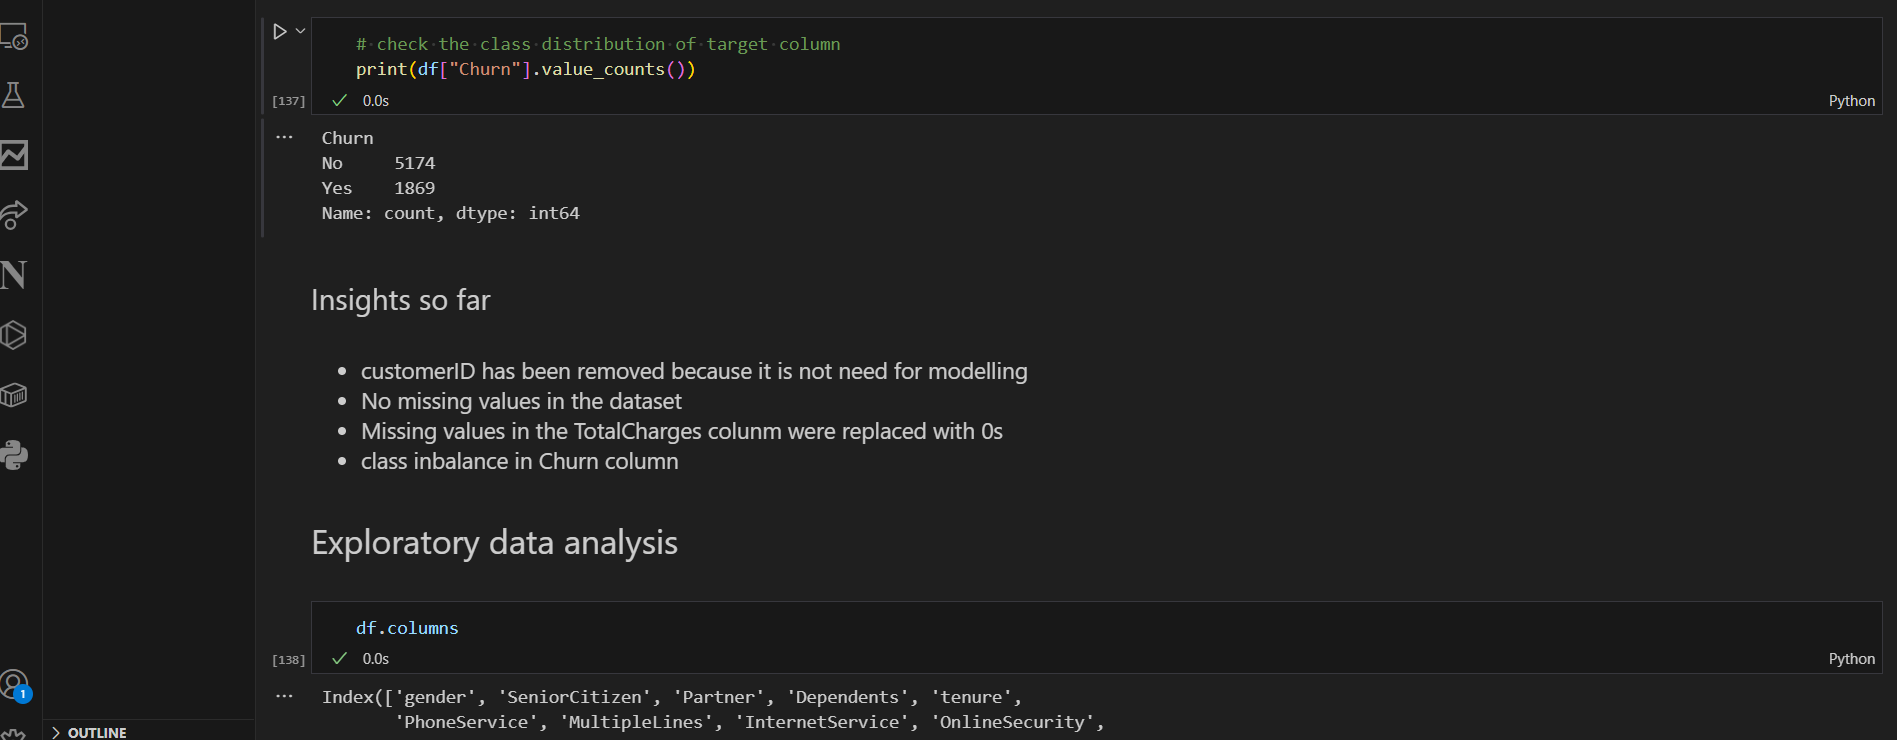 # check the class distribution of target column
print(df["Churn"].value_counts())
[137]
0.0s
Python
...
Churn
No     5174
Yes    1869
Name: count, dtype: int64
N
Insights so far
• customerID has been removed because it is not need for modelling
• No missing values in the dataset
• Missing values in the TotalCharges colunm were replaced with 0s
• class inbalance in Churn column
Exploratory data analysis
df.columns
[138]
0.0s
Python
1
...
Index(['gender', 'SeniorCitizen', 'Partner', 'Dependents', 'tenure',
       'PhoneService', 'MultipleLines', 'InternetService', 'OnlineSecurity',
OUTLINE